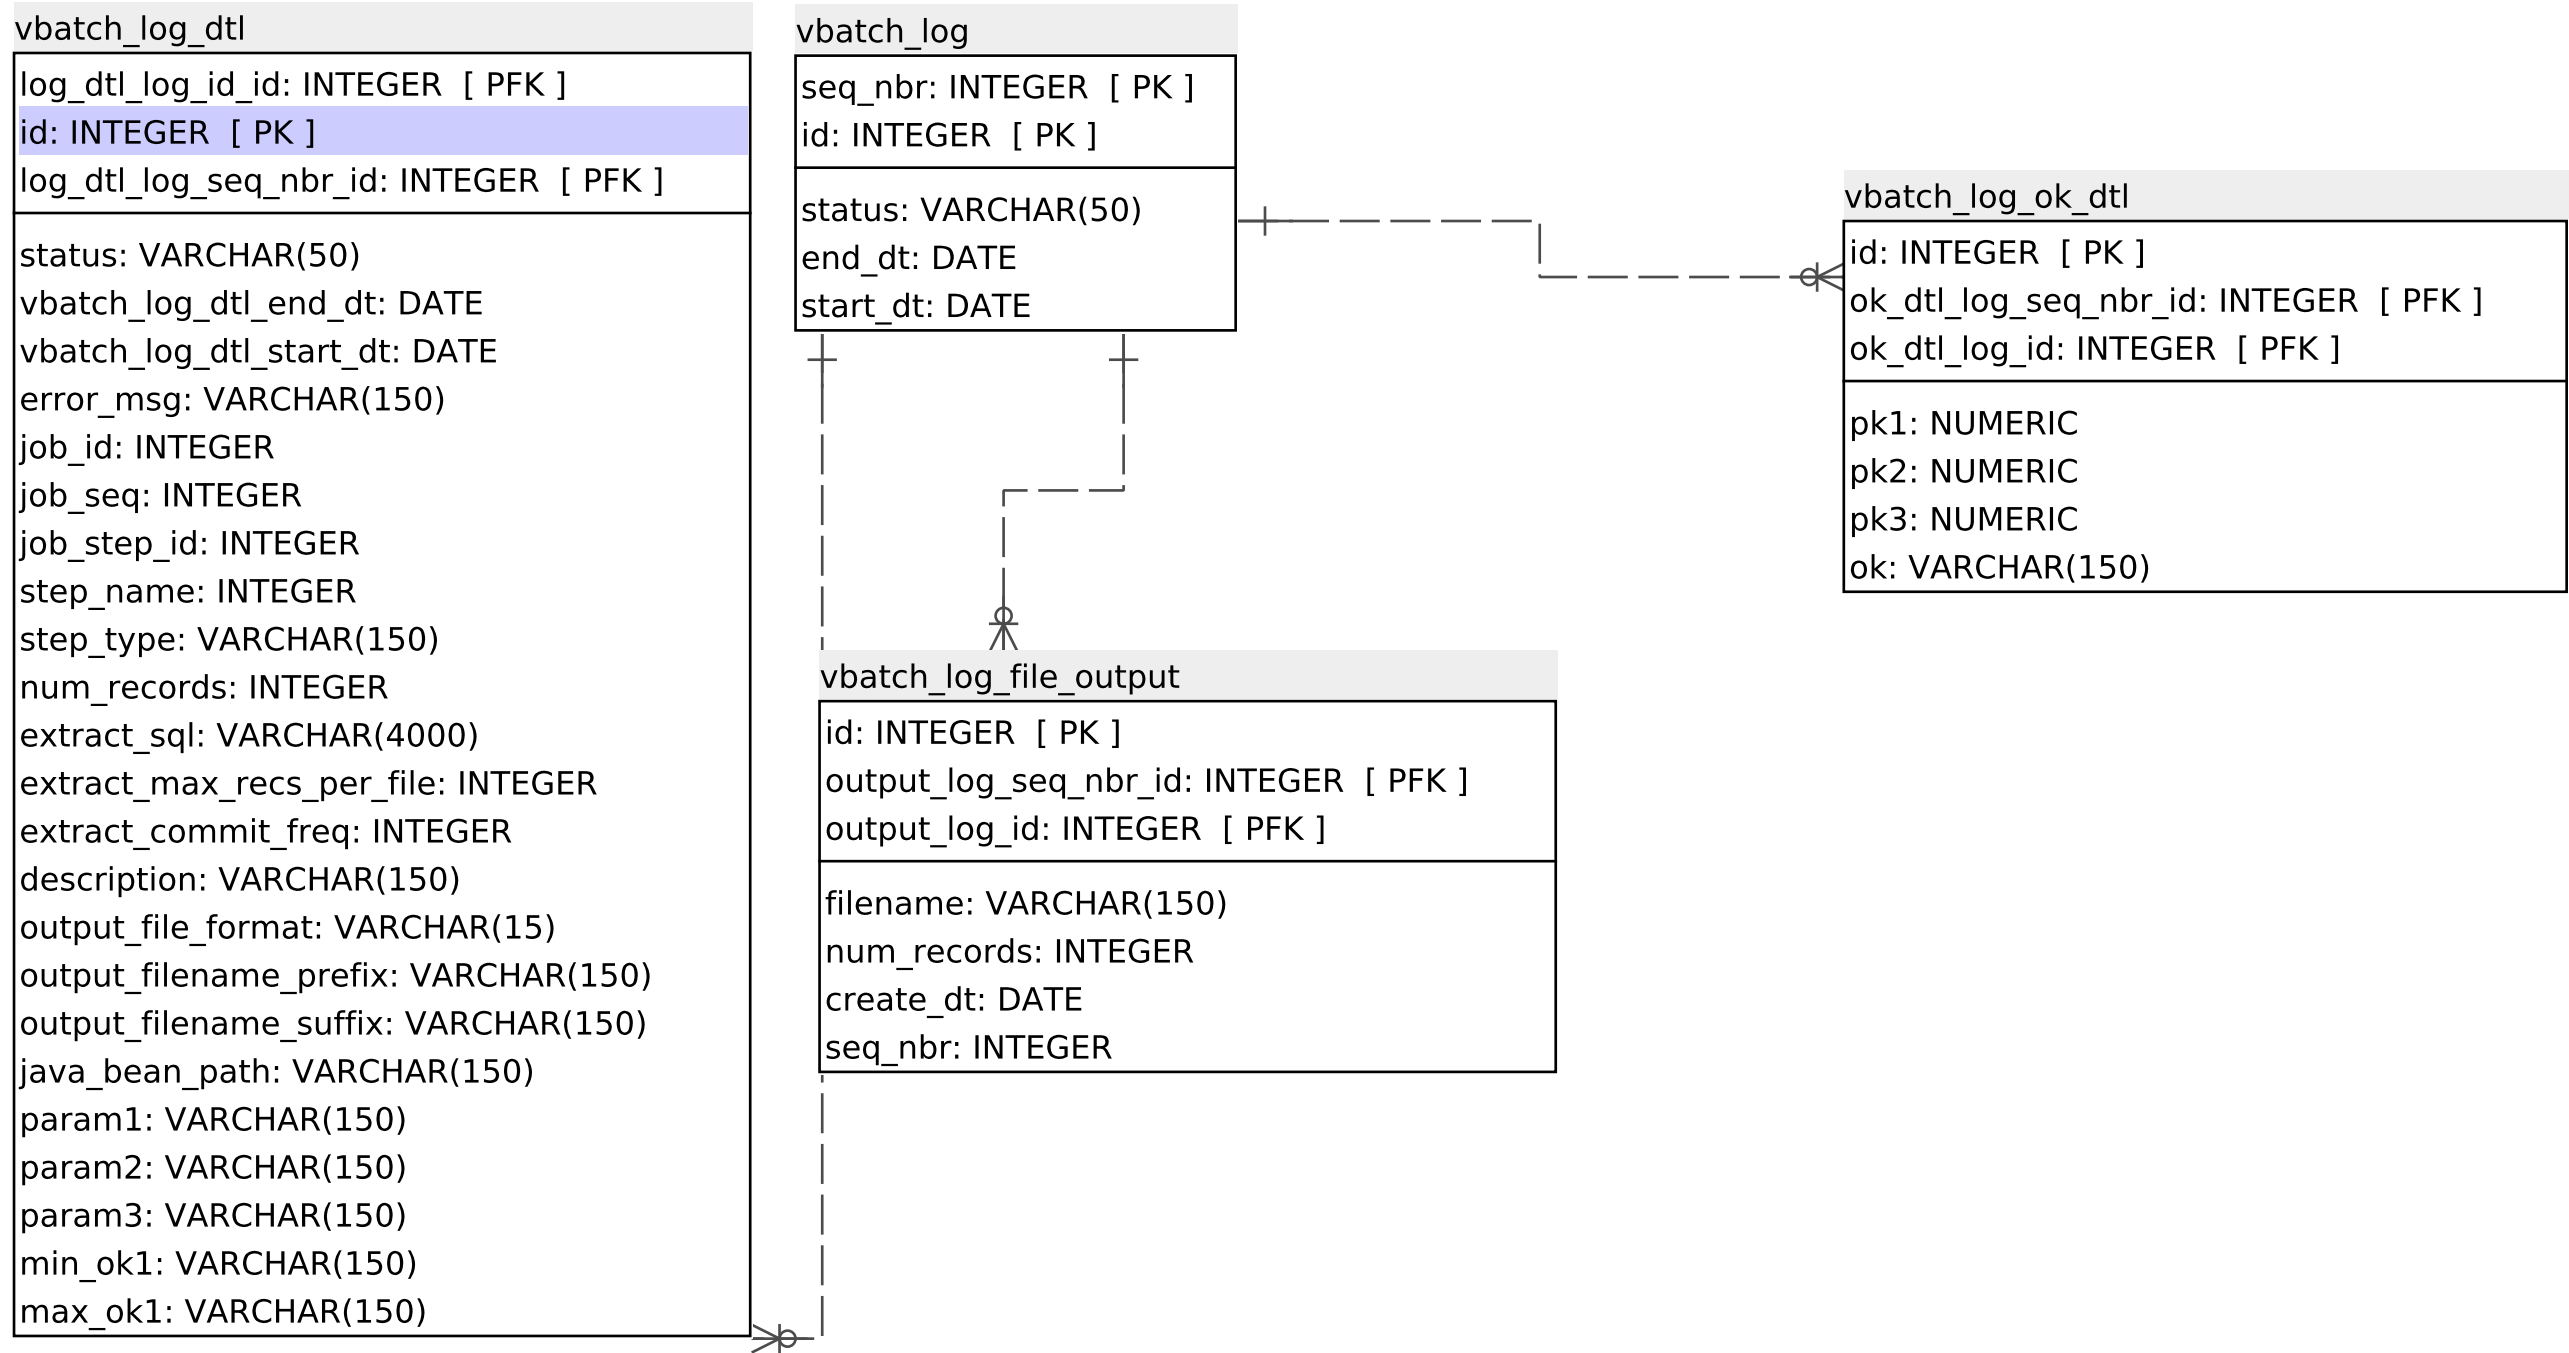 vbatch_log_dtl
log_dtl_log_id_id: INTEGER  [ PFK ]
id: INTEGER  [ PK ]
log_dtl_log_seq_nbr_id: INTEGER  [ PFK ]
status: VARCHAR(50)
vbatch_log_dtl_end_dt: DATE
vbatch_log_dtl_start_dt: DATE
error_msg: VARCHAR(150)
job_id: INTEGER
job_seq: INTEGER
job_step_id: INTEGER
step_name: INTEGER
step_type: VARCHAR(150)
num_records: INTEGER
extract_sql: VARCHAR(4000)
extract_max_recs_per_file: INTEGER
extract_commit_freq: INTEGER
description: VARCHAR(150)
output_file_format: VARCHAR(15)
output_filename_prefix: VARCHAR(150)
output_filename_suffix: VARCHAR(150)
java_bean_path: VARCHAR(150)
param1: VARCHAR(150)
param2: VARCHAR(150)
param3: VARCHAR(150)
min_ok1: VARCHAR(150)
max_ok1: VARCHAR(150)
vbatch_log
seq_nbr: INTEGER  [ PK ]
id: INTEGER  [ PK ]
status: VARCHAR(50)
end_dt: DATE
start_dt: DATE
vbatch_log_file_output
id: INTEGER  [ PK ]
output_log_seq_nbr_id: INTEGER  [ PFK ]
output_log_id: INTEGER  [ PFK ]
filename: VARCHAR(150)
num_records: INTEGER
create_dt: DATE
seq_nbr: INTEGER
vbatch_log_ok_dtl
id: INTEGER  [ PK ]
ok_dtl_log_seq_nbr_id: INTEGER  [ PFK ]
ok_dtl_log_id: INTEGER  [ PFK ]
pk1: NUMERIC
pk2: NUMERIC
pk3: NUMERIC
ok: VARCHAR(150)